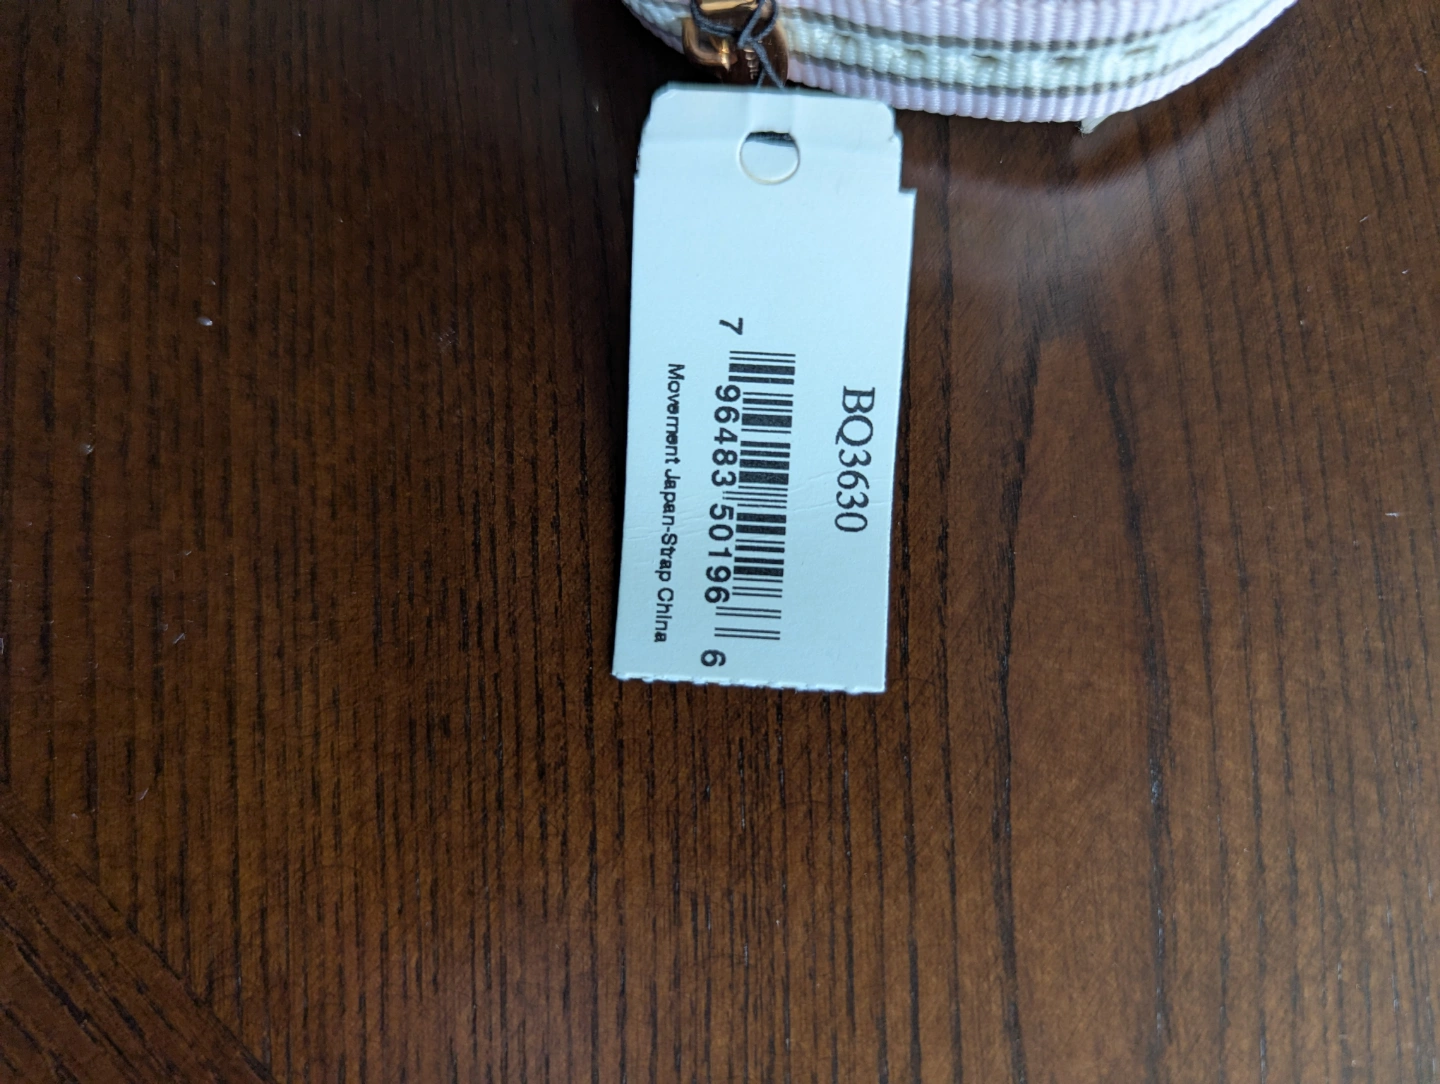 BQ3630
7 96483 50196 6
Movement Japan-Strap China